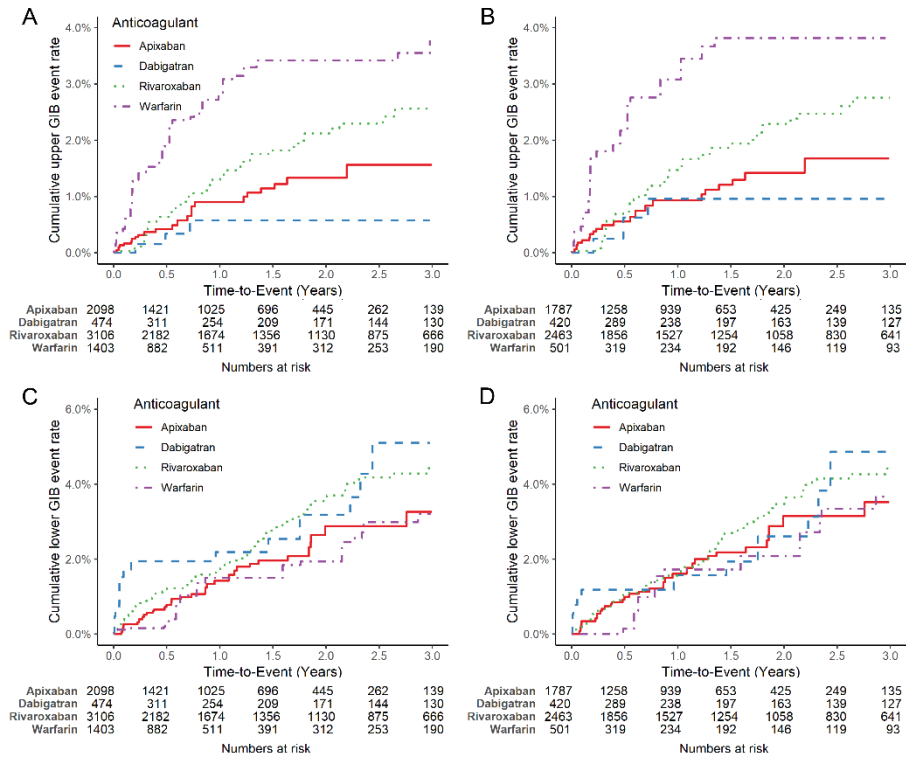 A
Anticoagulant
Apixaban
Dabigatran
Rivaroxaban
Warfarin
Cumulative upper GIB event rate
4.0%
3.0%
2.0%
1.0%
0.0%
0.0 0.5 1.0 1.5 2.0 2.5 3.0
Time-to-Event (Years)
Apixaban 2098 1421 1025 696 445 262 139
Dabigatran 474 311 254 209 171 144 130
Rivaroxaban 3106 2182 1674 1356 1130 875 666
Warfarin 1403 882 511 391 312 253 190
Numbers at risk
B
Cumulative upper GIB event rate
4.0%
3.0%
2.0%
1.0%
0.0%
0.0 0.5 1.0 1.5 2.0 2.5 3.0
Time-to-Event (Years)
Apixaban 1787 1258 939 653 425 249 135
Dabigatran 420 289 238 197 163 139 127
Rivaroxaban 2463 1856 1527 1254 1058 830 641
Warfarin 501 319 234 192 146 119 93
Numbers at risk
C
Anticoagulant
Apixaban
Dabigatran
Rivaroxaban
Warfarin
Cumulative lower GIB event rate
6.0%
4.0%
2.0%
0.0%
0.0 0.5 1.0 1.5 2.0 2.5 3.0
Time-to-Event (Years)
Apixaban 2098 1421 1025 696 445 262 139
Dabigatran 474 311 254 209 171 144 130
Rivaroxaban 3106 2182 1674 1356 1130 875 666
Warfarin 1403 882 511 391 312 253 190
Numbers at risk
D
Anticoagulant
Apixaban
Dabigatran
Rivaroxaban
Warfarin
Cumulative lower GIB event rate
6.0%
4.0%
2.0%
0.0%
0.0 0.5 1.0 1.5 2.0 2.5 3.0
Time-to-Event (Years)
Apixaban 1787 1258 939 653 425 249 135
Dabigatran 420 289 238 197 163 139 127
Rivaroxaban 2463 1856 1527 1254 1058 830 641
Warfarin 501 319 234 192 146 119 93
Numbers at risk